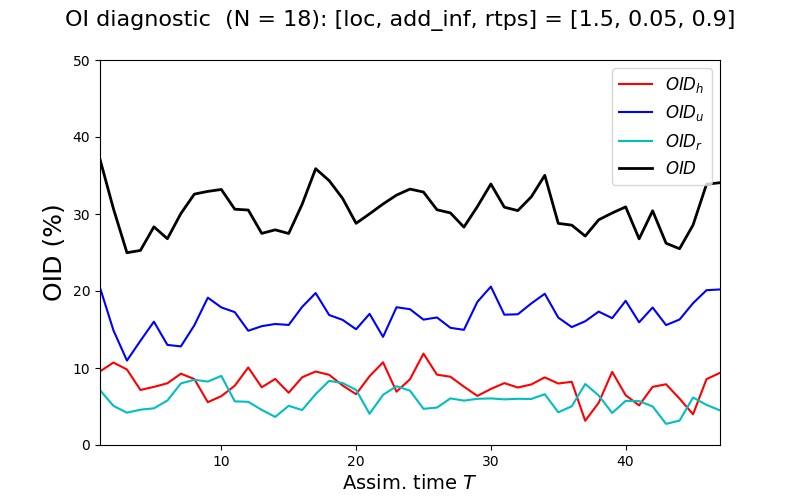 OI diagnostic  (N = 18): [loc, add_inf, rtps] = [1.5, 0.05, 0.9]
50
40
30
20
10
0
OID (%)
OID_h
OID_u
OID_r
OID
10 20 30 40
Assim. time T